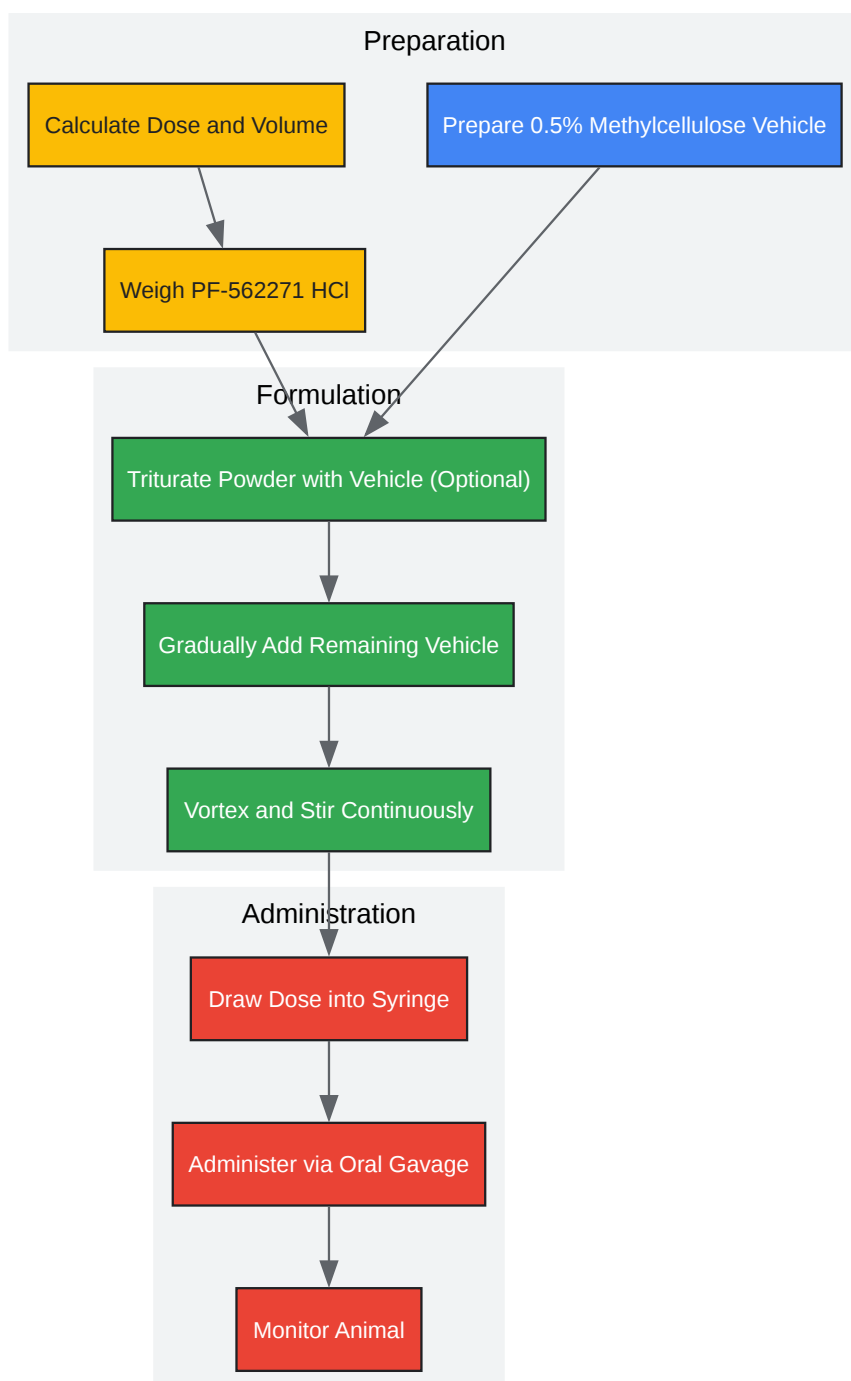 Preparation
Calculate Dose and Volume
Prepare 0.5% Methylcellulose Vehicle
Weigh PF-562271 HCl
Formulation
Triturate Powder with Vehicle (Optional)
Gradually Add Remaining Vehicle
Vortex and Stir Continuously
Administration
Draw Dose into Syringe
Administer via Oral Gavage
Monitor Animal